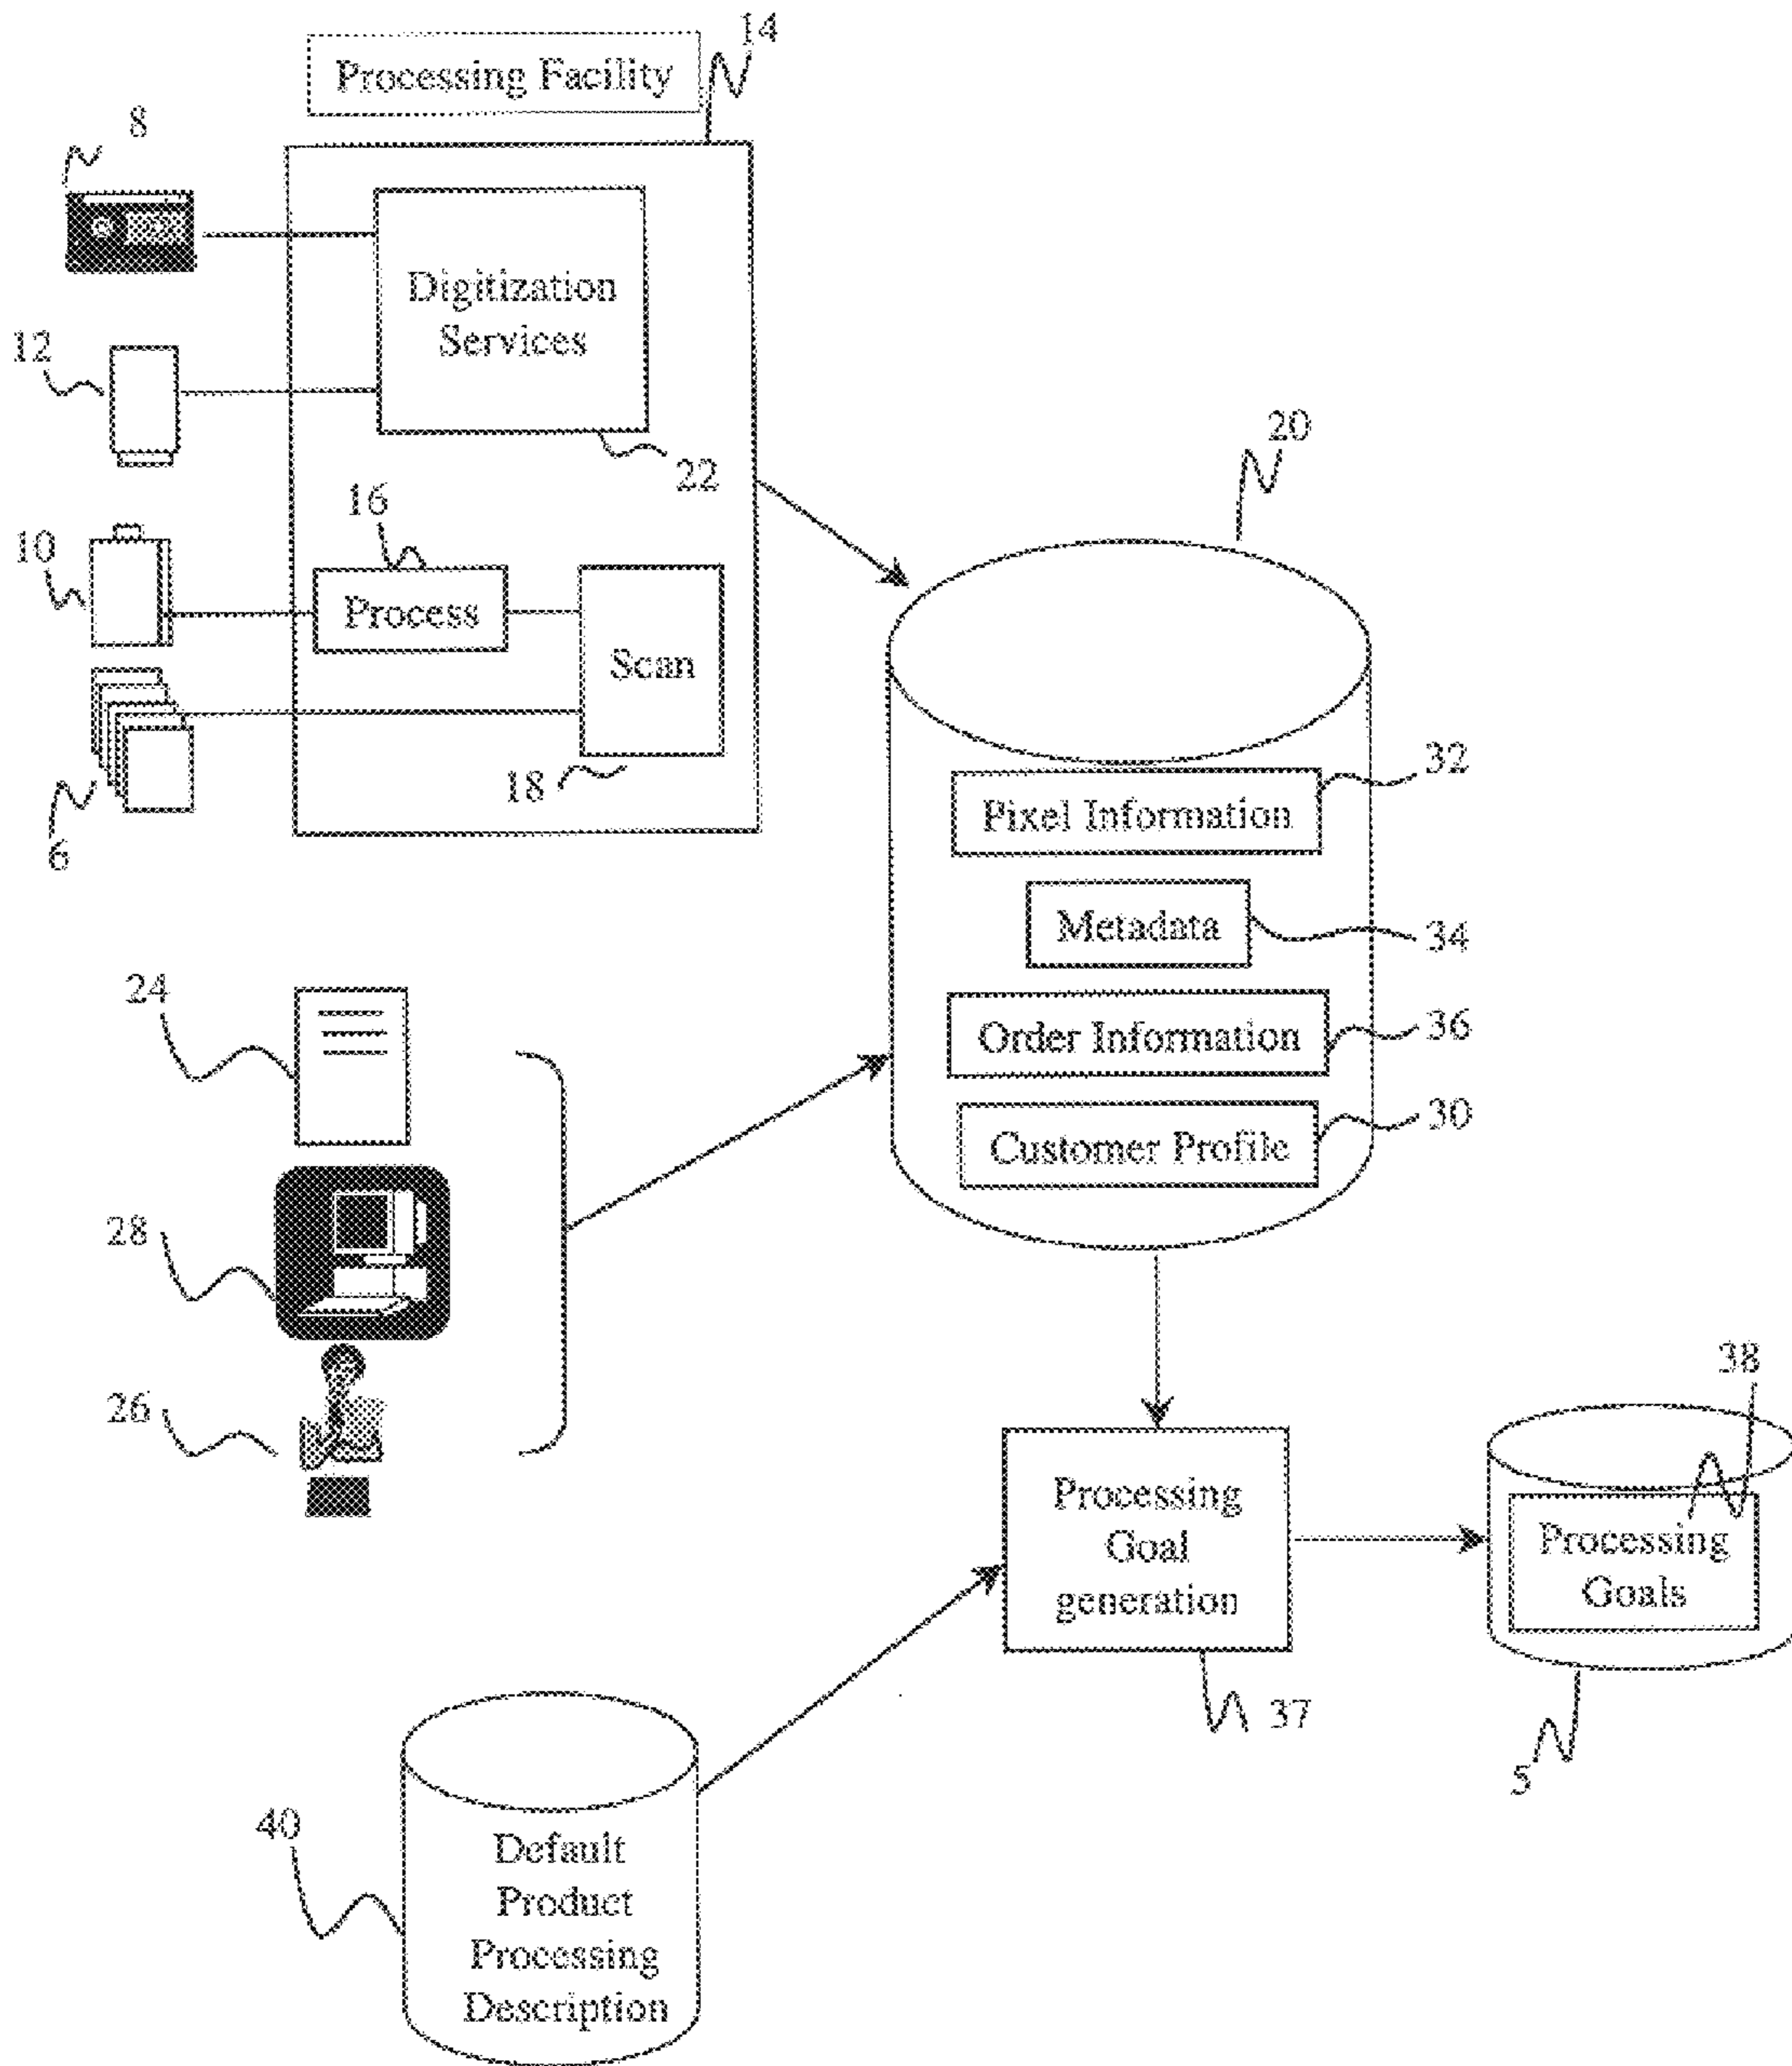 Processing Facility
14
8
Digitization
Services
12
22
20
16
10
Process
Scan
18
6
Pixel Information
32
Metadata
34
24
Order Information
36
Customer Profile
30
28
26
38
Processing
Goal
generation
Processing
Goals
37
5
40
Default
Product
Processing
Description